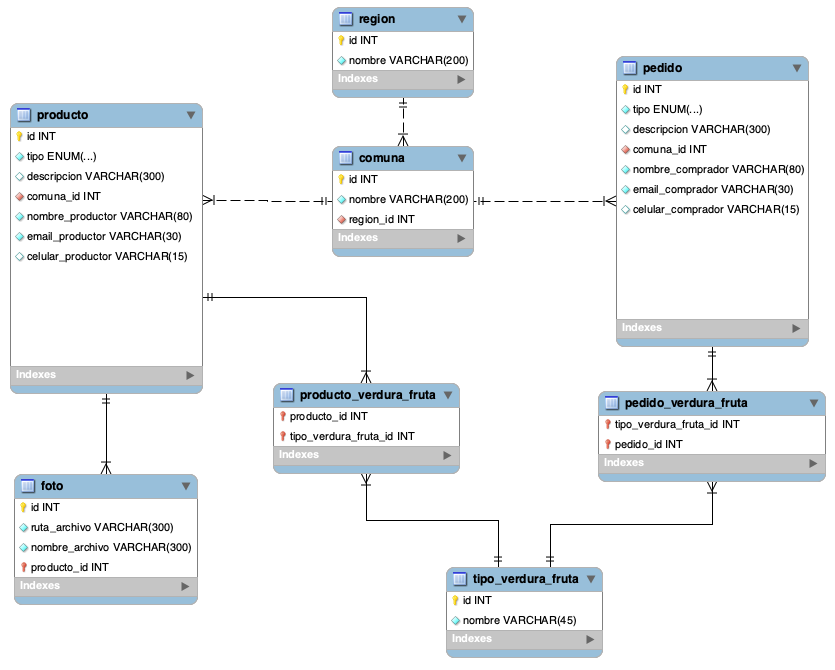 region
id INT
nombre VARCHAR(200)
Indexes
pedido
id INT
tipo ENUM(...)
descripcion VARCHAR(300)
comuna_id INT
nombre_comprador VARCHAR(80)
email_comprador VARCHAR(30)
celular_comprador VARCHAR(15)
Indexes
producto
id INT
tipo ENUM(...)
descripcion VARCHAR(300)
comuna_id INT
nombre_productor VARCHAR(80)
email_productor VARCHAR(30)
celular_productor VARCHAR(15)
Indexes
comuna
id INT
nombre VARCHAR(200)
region_id INT
Indexes
producto_verdura_fruta
producto_id INT
tipo_verdura_fruta_id INT
Indexes
pedido_verdura_fruta
tipo_verdura_fruta_id INT
pedido_id INT
Indexes
foto
id INT
ruta_archivo VARCHAR(300)
nombre_archivo VARCHAR(300)
producto_id INT
Indexes
tipo_verdura_fruta
id INT
nombre VARCHAR(45)
Indexes